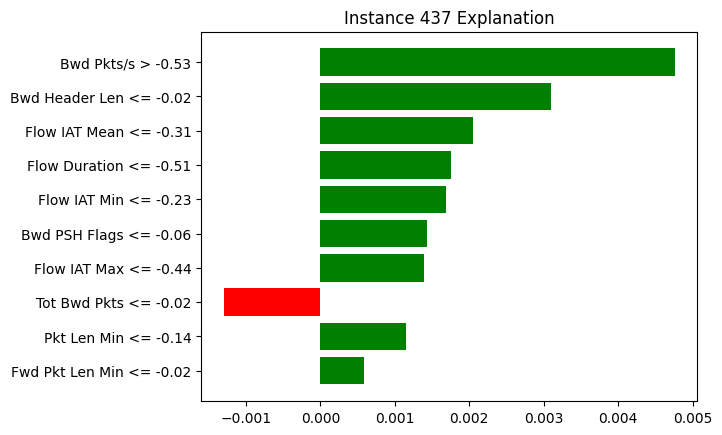 Instance 437 Explanation
Bwd Pkts/s > -0.53
Bwd Header Len <= -0.02
Flow IAT Mean <= -0.31
Flow Duration <= -0.51
Flow IAT Min <= -0.23
Bwd PSH Flags <= -0.06
Flow IAT Max <= -0.44
Tot Bwd Pkts <= -0.02
Pkt Len Min <= -0.14
Fwd Pkt Len Min <= -0.02
−0.001 0.000 0.001 0.002 0.003 0.004 0.005